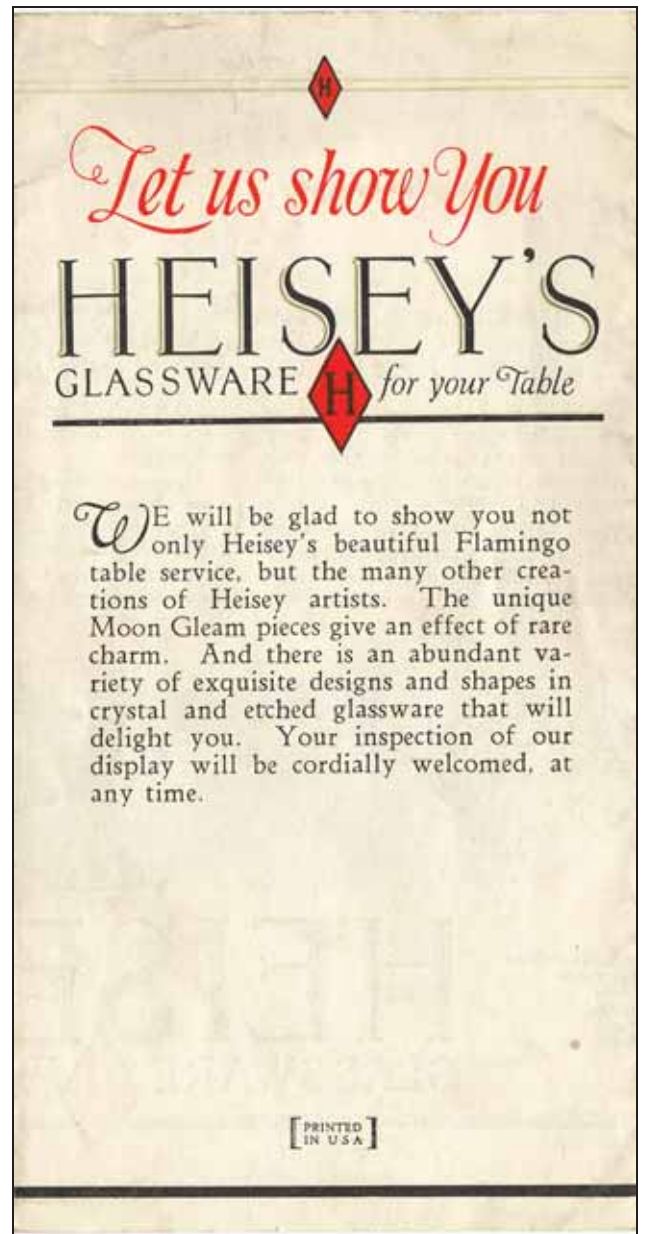 H
Let us show You
HEISEY'S
GLASSWARE H for your Table
WE will be glad to show you not
only Heisey's beautiful Flamingo
table service, but the many other crea-
tions of Heisey artists. The unique
Moon Gleam pieces give an effect of rare
charm. And there is an abundant va-
riety of exquisite designs and shapes in
crystal and etched glassware that will
delight you. Your inspection of our
display will be cordially welcomed, at
any time.
[PRINTED
IN USA]